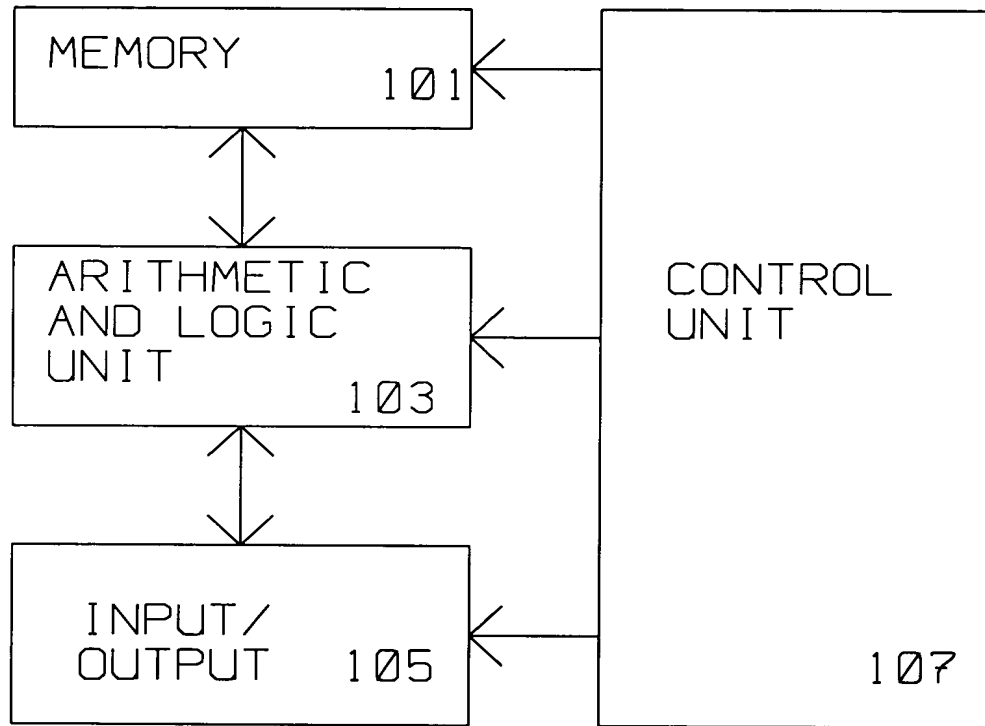 MEMORY
101
ARITHMETIC
AND LOGIC
UNIT
103
INPUT/
OUTPUT 105
CONTROL
UNIT
107